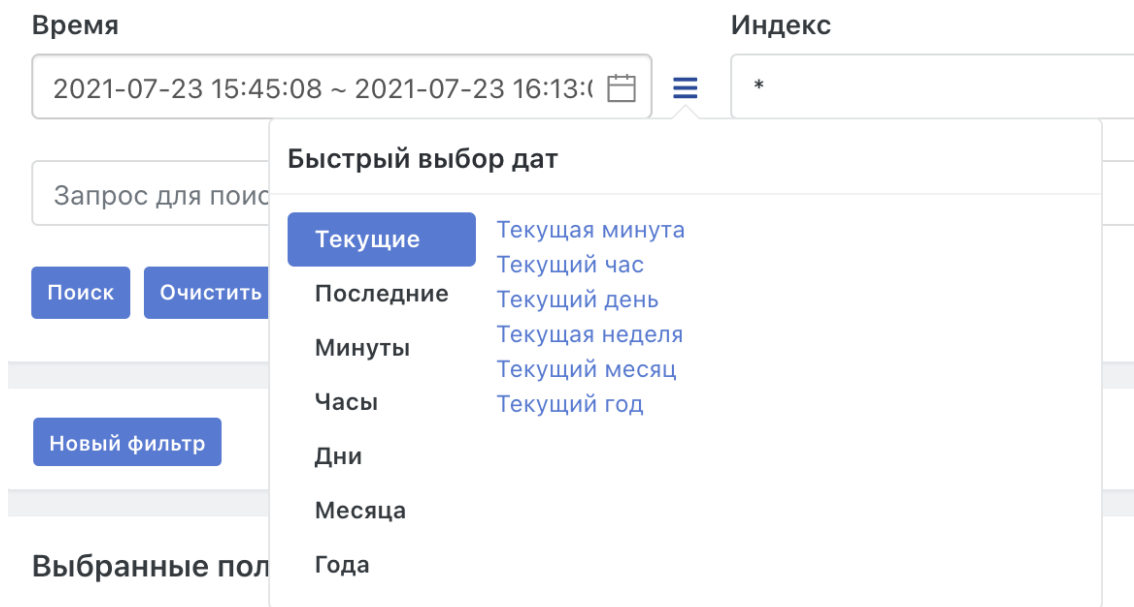 Время
Индекс
2021-07-23 15:45:08 ~ 2021-07-23 16:13:
*
Быстрый выбор дат
Запрос для
Текущие
Последние
Минуты
Часы
Дни
Месяца
Года
Текущая минута
Текущий час
Текущий день
Текущая неделя
Текущий месяц
Текущий год
Поиск
Очистить
Новый фильтр
Выбранные